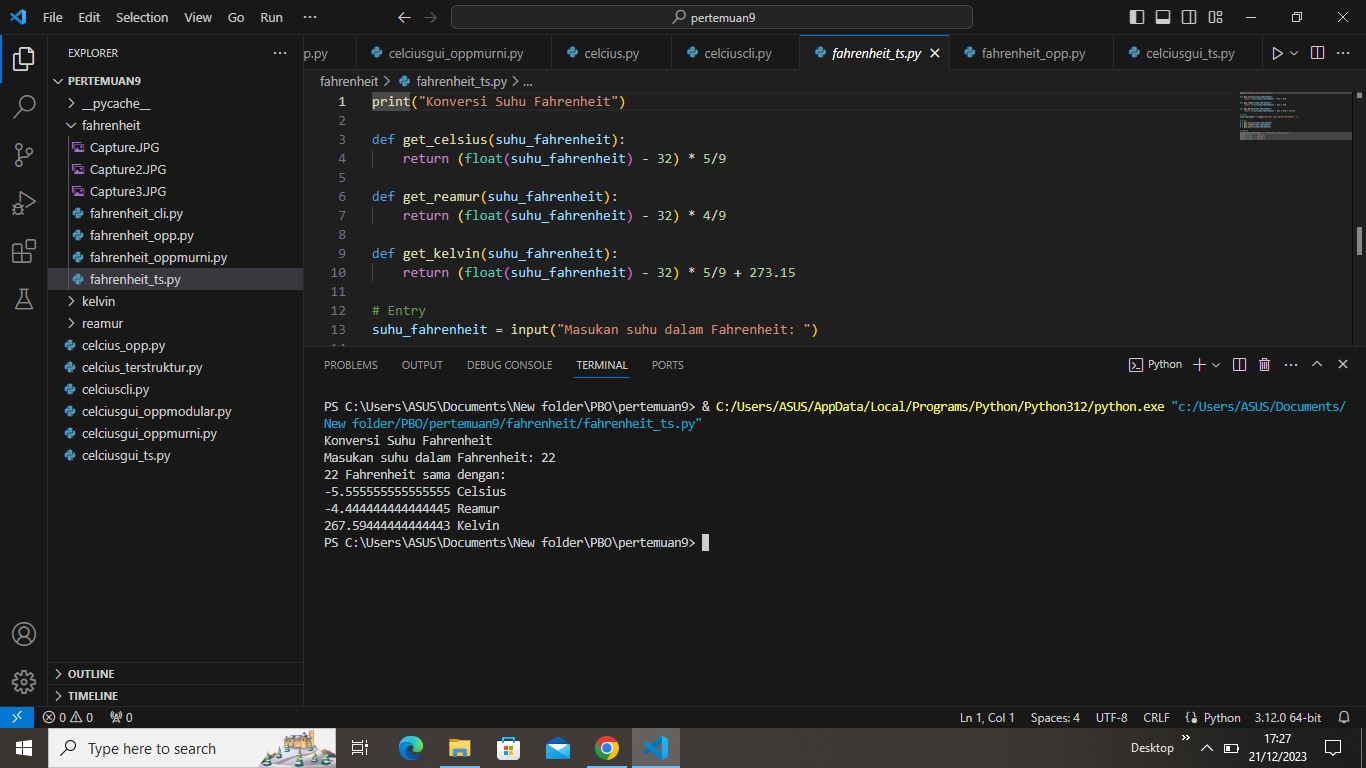 File Edit Selection View Go Run ···
pertemuan9
EXPLORER
PERTEMUAN9
__pycache__
fahrenheit
Capture.JPG
Capture2.JPG
Capture3.JPG
fahrenheit_cli.py
fahrenheit_opp.py
fahrenheit_oppmurni.py
fahrenheit_ts.py
kelvin
reamur
celcius_opp.py
celcius_terstruktur.py
celciuscli.py
celciusgui_oppmodular.py
celciusgui_oppmurni.py
celciusgui_ts.py
OUTLINE
TIMELINE
p.py celciusgui_oppmurni.py celcius.py celciuscli.py fahrenheit_ts.py fahrenheit_opp.py celciusgui_ts.py
fahrenheit > fahrenheit_ts.py > ...
1 print("Konversi Suhu Fahrenheit")
2
3 def get_celsius(suhu_fahrenheit):
4 return (float(suhu_fahrenheit) - 32) * 5/9
5
6 def get_reamur(suhu_fahrenheit):
7 return (float(suhu_fahrenheit) - 32) * 4/9
8
9 def get_kelvin(suhu_fahrenheit):
10 return (float(suhu_fahrenheit) - 32) * 5/9 + 273.15
11
12 # Entry
13 suhu_fahrenheit = input("Masukan suhu dalam Fahrenheit: ")
PROBLEMS OUTPUT DEBUG CONSOLE TERMINAL PORTS
Python
PS C:\Users\ASUS\Documents\New folder\PBO\pertemuan9> & C:/Users/ASUS/AppData/Local/Programs/Python/Python312/python.exe "c:/Users/ASUS/Documents/
New folder/PBO/pertemuan9/fahrenheit/fahrenheit_ts.py"
Konversi Suhu Fahrenheit
Masukan suhu dalam Fahrenheit: 22
22 Fahrenheit sama dengan:
-5.555555555555555 Celsius
-4.444444444444445 Reamur
267.59444444444443 Kelvin
PS C:\Users\ASUS\Documents\New folder\PBO\pertemuan9>
0 0 0
Ln 1, Col 1 Spaces: 4 UTF-8 CRLF Python 3.12.0 64-bit
Type here to search
Desktop
17:27
21/12/2023